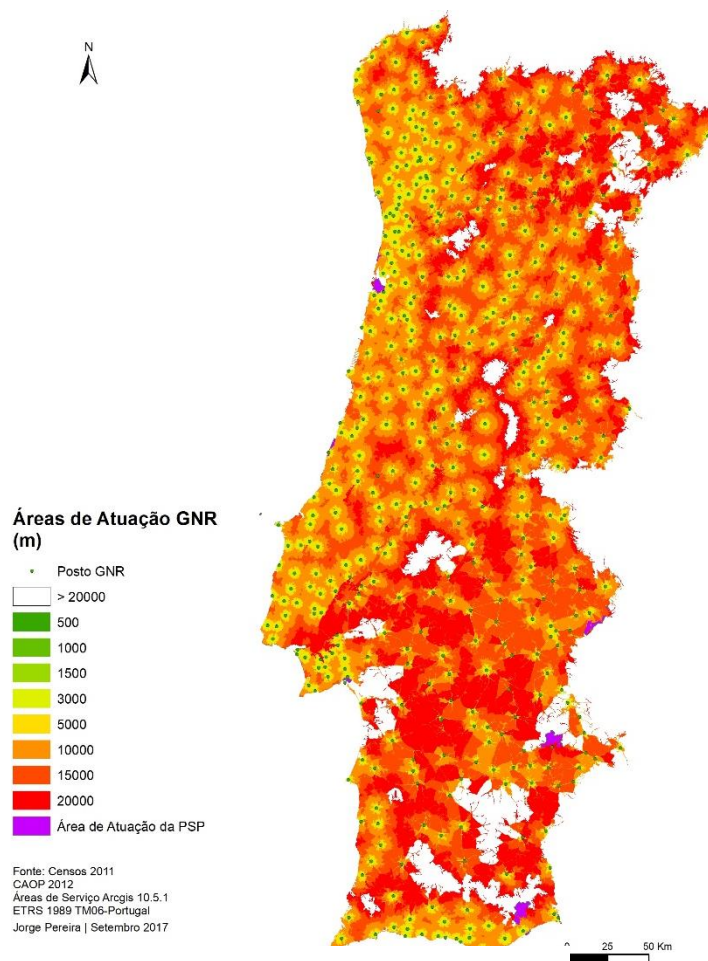 N
Áreas de Atuação GNR
(m)
Posto GNR
> 20000
500
1000
1500
3000
5000
10000
15000
20000
Área de Atuação da PSP
Fonte: Censos 2011
CAOP 2012
Áreas de Serviço Arcgis 10.5.1
ETRS 1989 TM06-Portugal
Jorge Pereira | Setembro 2017
0 25 50 Km